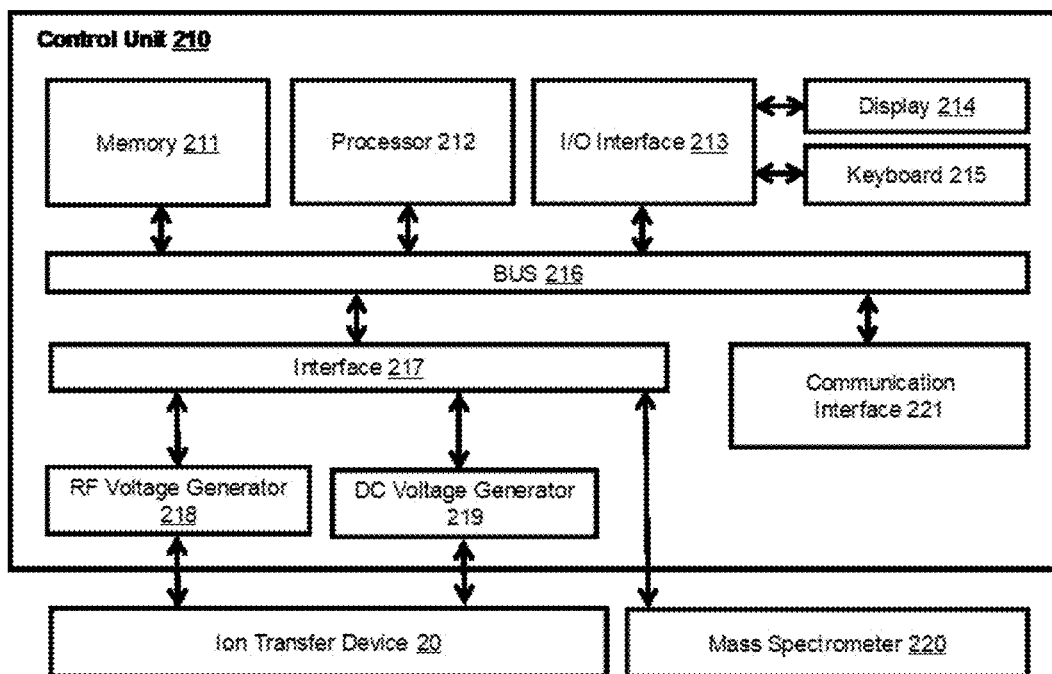 Control Unit 210
Memory 211
Processor 212
I/O Interface 213
Display 214
Keyboard 215
BUS 216
Interface 217
Communication
Interface 221
RF Voltage Generator
218
DC Voltage Generator
219
Ion Transfer Device 20
Mass Spectrometer 220